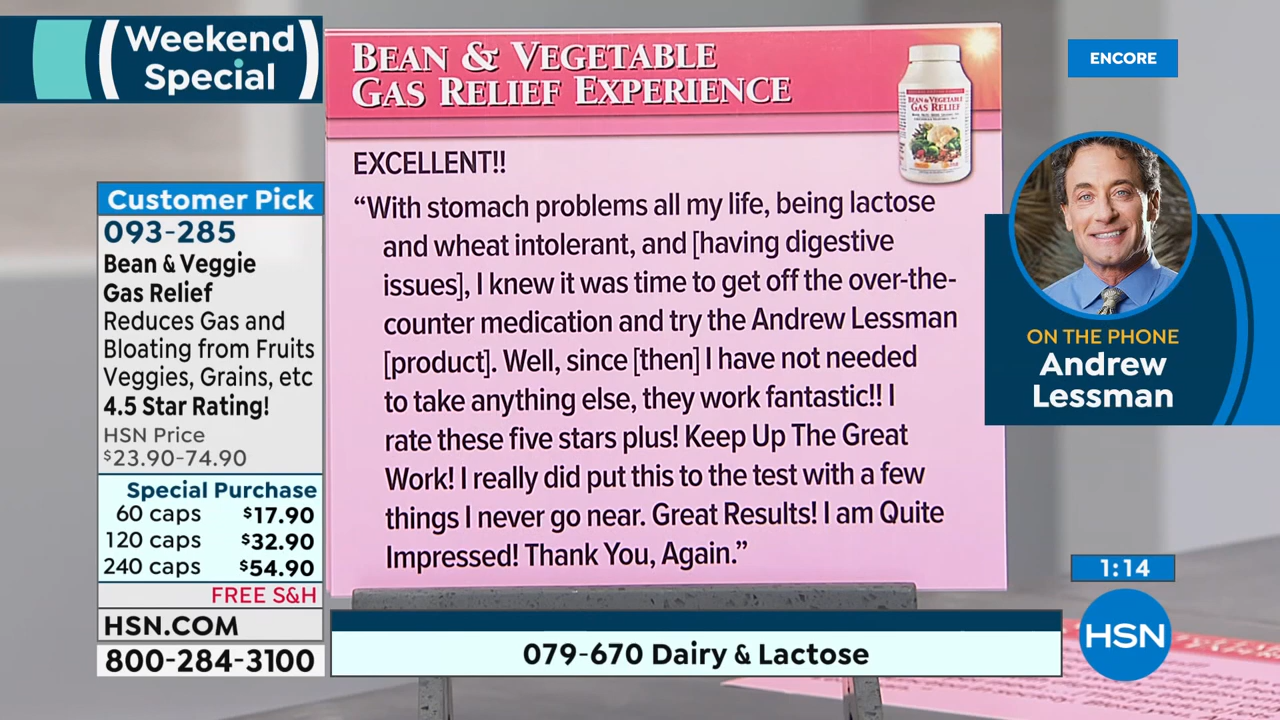 Weekend
Special
Customer Pick
093-285
Bean & Veggie
Gas Relief
Reduces Gas and
Bloating from Fruits
Veggies, Grains, etc
4.5 Star Rating!
HSN Price
$23.90-74.90
Special Purchase
60 caps $17.90
120 caps $32.90
240 caps $54.90
FREE S&H
HSN.COM
800-284-3100
BEAN & VEGETABLE
GAS RELIEF EXPERIENCE
BEAN & VEGETABLE
GAS RELIEF
EXCELLENT!!
“With stomach problems all my life, being lactose
and wheat intolerant, and [having digestive
issues], I knew it was time to get off the over-the-
counter medication and try the Andrew Lessman
[product]. Well, since [then] I have not needed
to take anything else, they work fantastic!! I
rate these five stars plus! Keep Up The Great
Work! I really did put this to the test with a few
things I never go near. Great Results! I am Quite
Impressed! Thank You, Again.”
079-670 Dairy & Lactose
ENCORE
ON THE PHONE
Andrew
Lessman
1:14
HSN